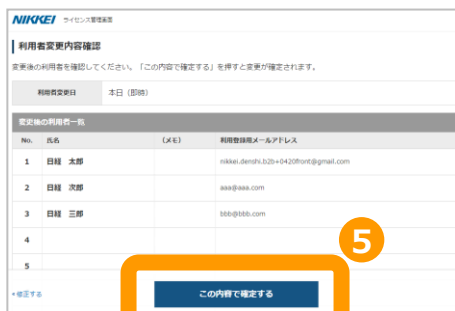 NIKKEI ライセンス管理画面
利用者変更内容確認
変更後の利用者を確認してください。「この内容で確定する」を押すと変更が確定されます。
利用者変更日 本日（即時）
変更後の利用者一覧
No. 氏名 （メモ） 利用登録用メールアドレス
1 日経 太郎 nikkei.denshi.b2b+0420front@gmail.com
2 日経 次郎 aaa@aaa.com
3 日経 三郎 bbb@bbb.com
4
5
5
修正する この内容で確定する